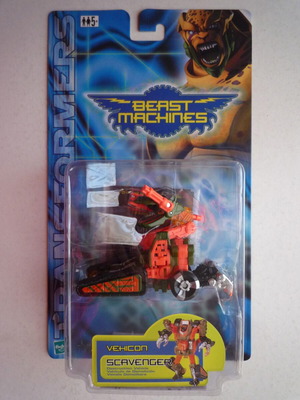 TRANSFORMERS
BEAST
MACHINES
VEHICON
SCAVENGER